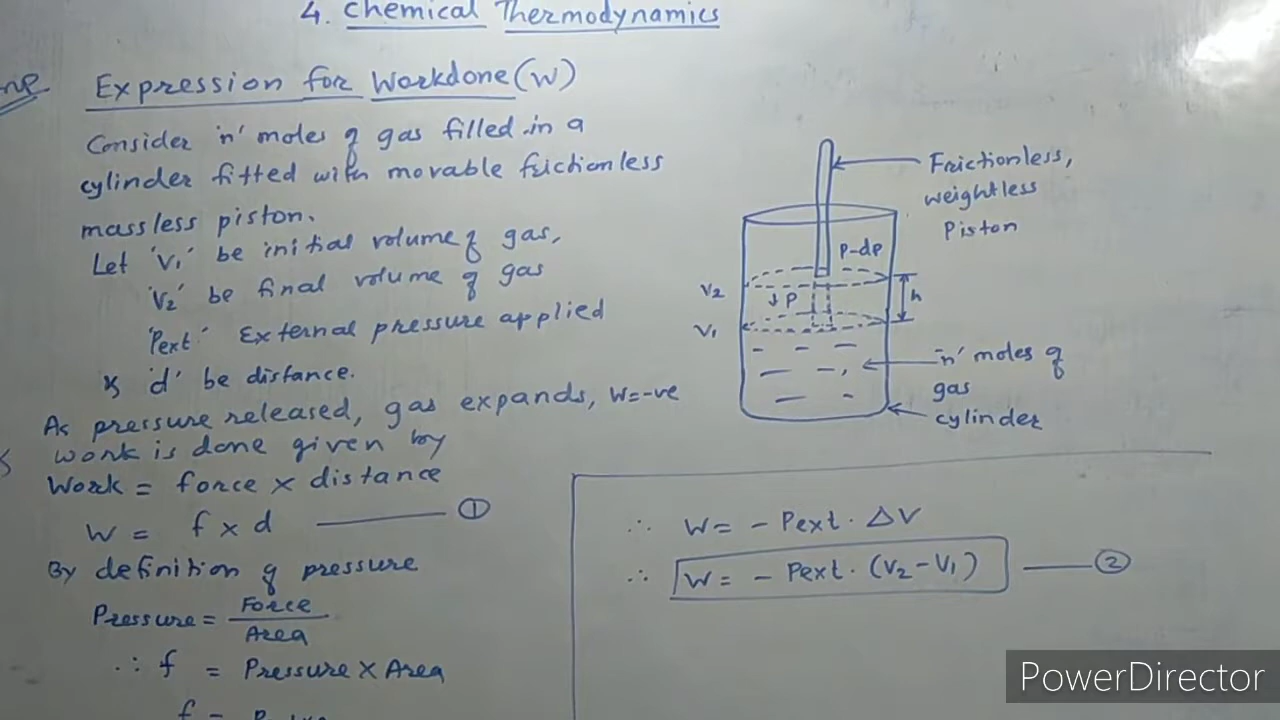 4. Chemical Thermodynamics
Expression for Workdone (W)
Consider 'n' moles of gas filled in a
cylinder fitted with movable frictionless
massless piston.
Let 'V₁' be initial volume of gas,
'V₂' be final volume of gas
'Pext' External pressure applied
& 'd' be distance.
As pressure released, gas expands, W=-ve
work is done given by
Work = force × distance
W = f × d ——— ①
By definition of pressure
Pressure = Force
Area
∴ f = Pressure × Area
f =
Frictionless,
weightless
Piston
P-dp
V₂
↓ P
h
V₁
'n' moles of
gas
cylinder
∴ W = - Pext. ΔV
∴ W = - Pext. (V₂-V₁) ——— ②
PowerDirector